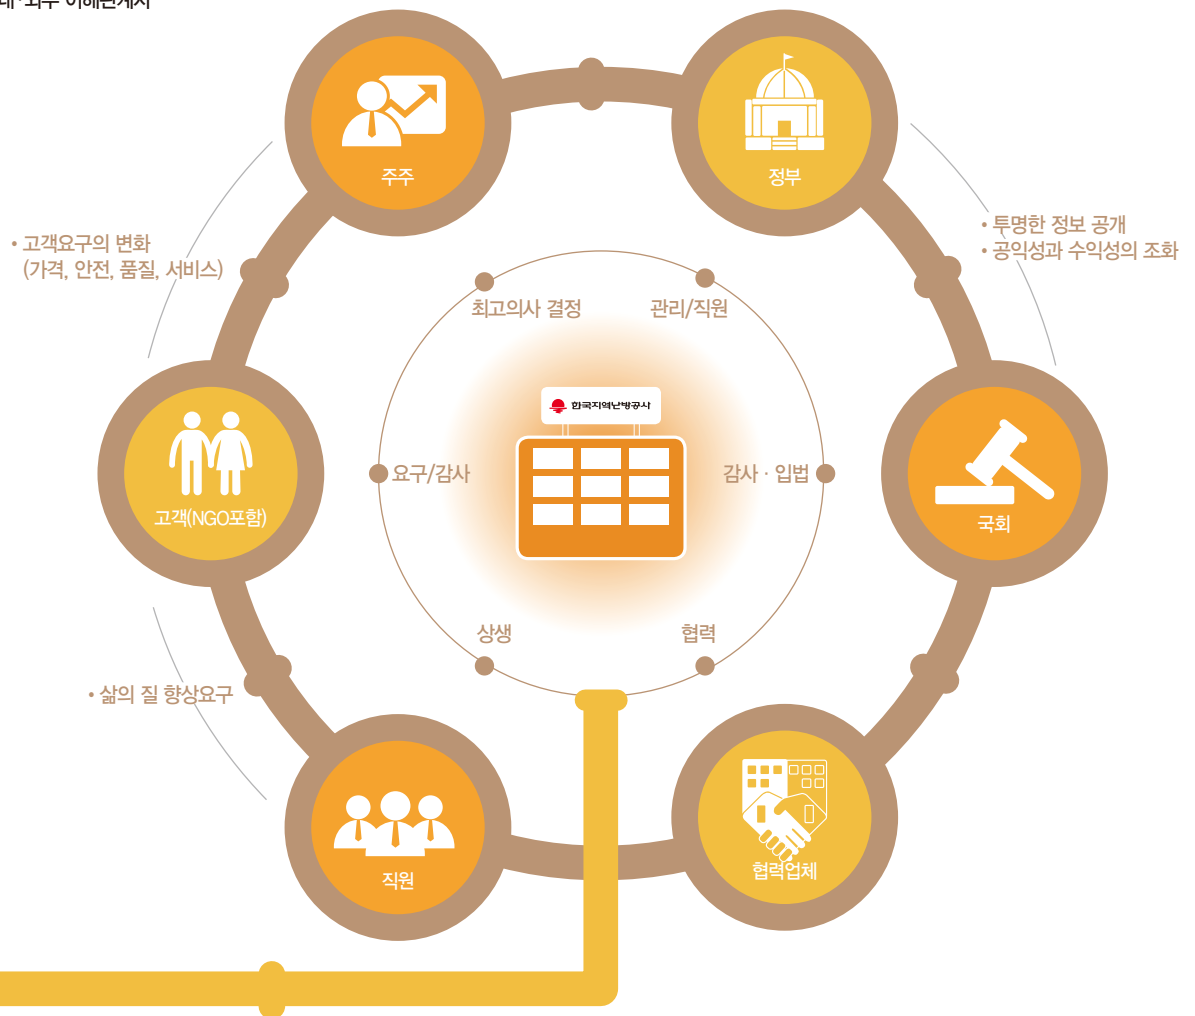 주주
정부
• 고객요구의 변화
(가격, 안전, 품질, 서비스)
• 투명한 정보 공개
• 공익성과 수익성의 조화
최고의사 결정
관리/직원
한국지역난방공사
요구/감사
감사 · 입법
고객(NGO포함)
국회
상생
협력
• 삶의 질 향상요구
직원
협력업체